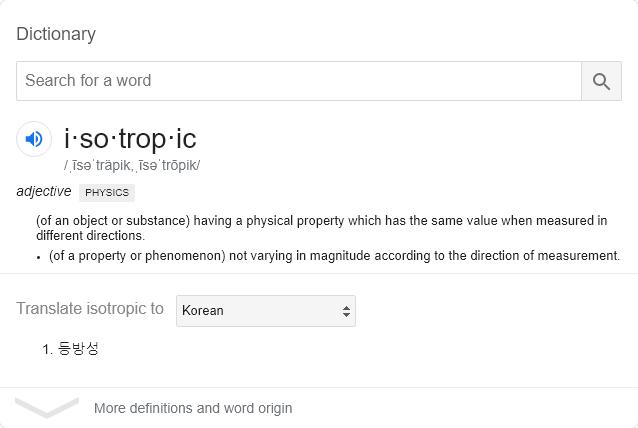 Dictionary
Search for a word
i·so·trop·ic
/ˌīsəˈträpik,ˌīsəˈtrōpik/
adjective PHYSICS
(of an object or substance) having a physical property which has the same value when measured in
different directions.
• (of a property or phenomenon) not varying in magnitude according to the direction of measurement.
Translate isotropic to Korean
1. 등방성
More definitions and word origin